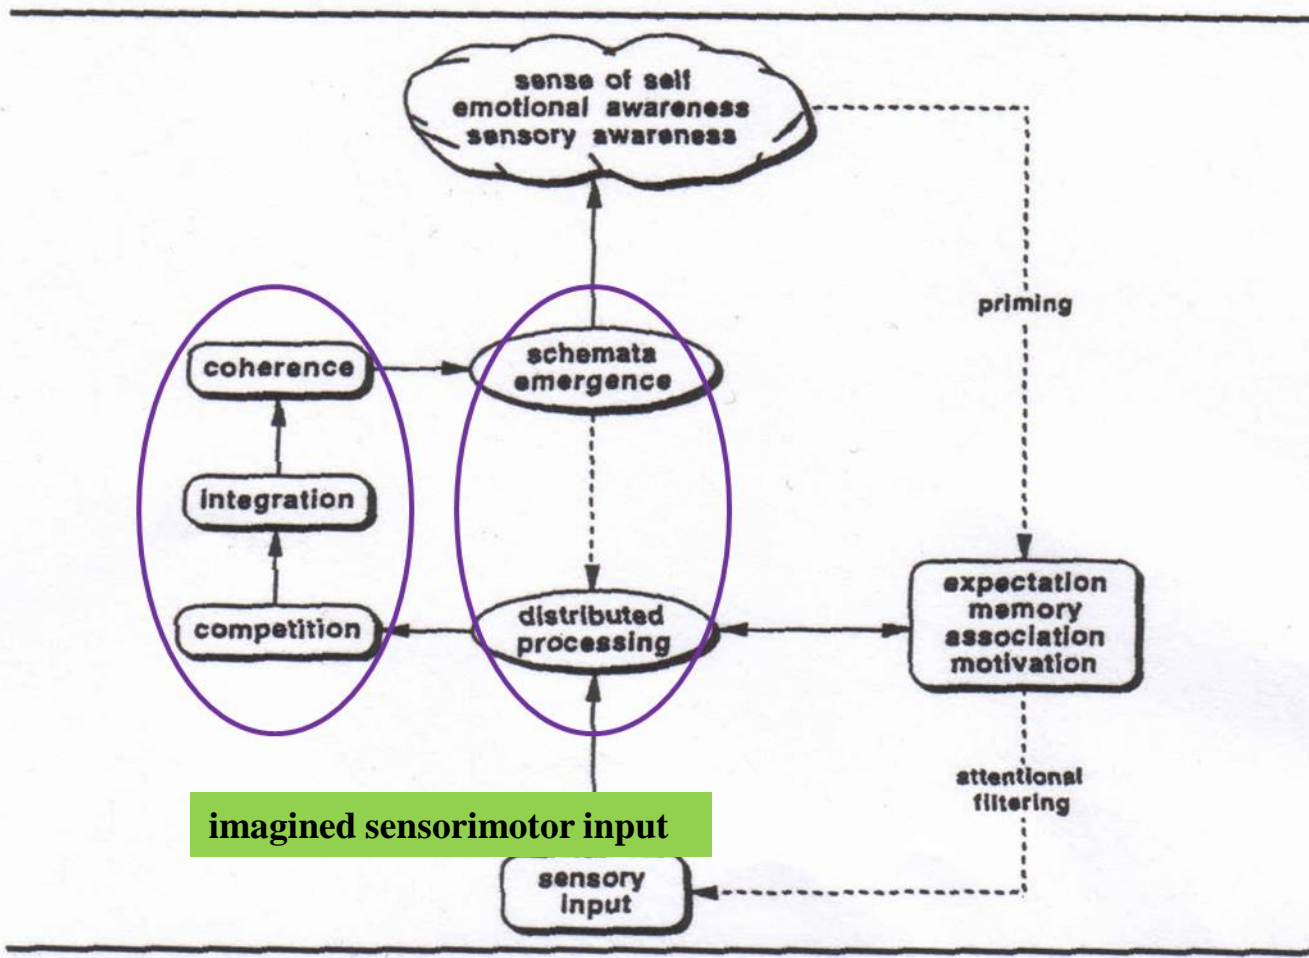 sense of self
emotional awareness
sensory awareness
priming
coherence
schemata
emergence
integration
expectation
memory
association
motivation
competition
distributed
processing
attentional
filtering
imagined sensorimotor input
sensory
input